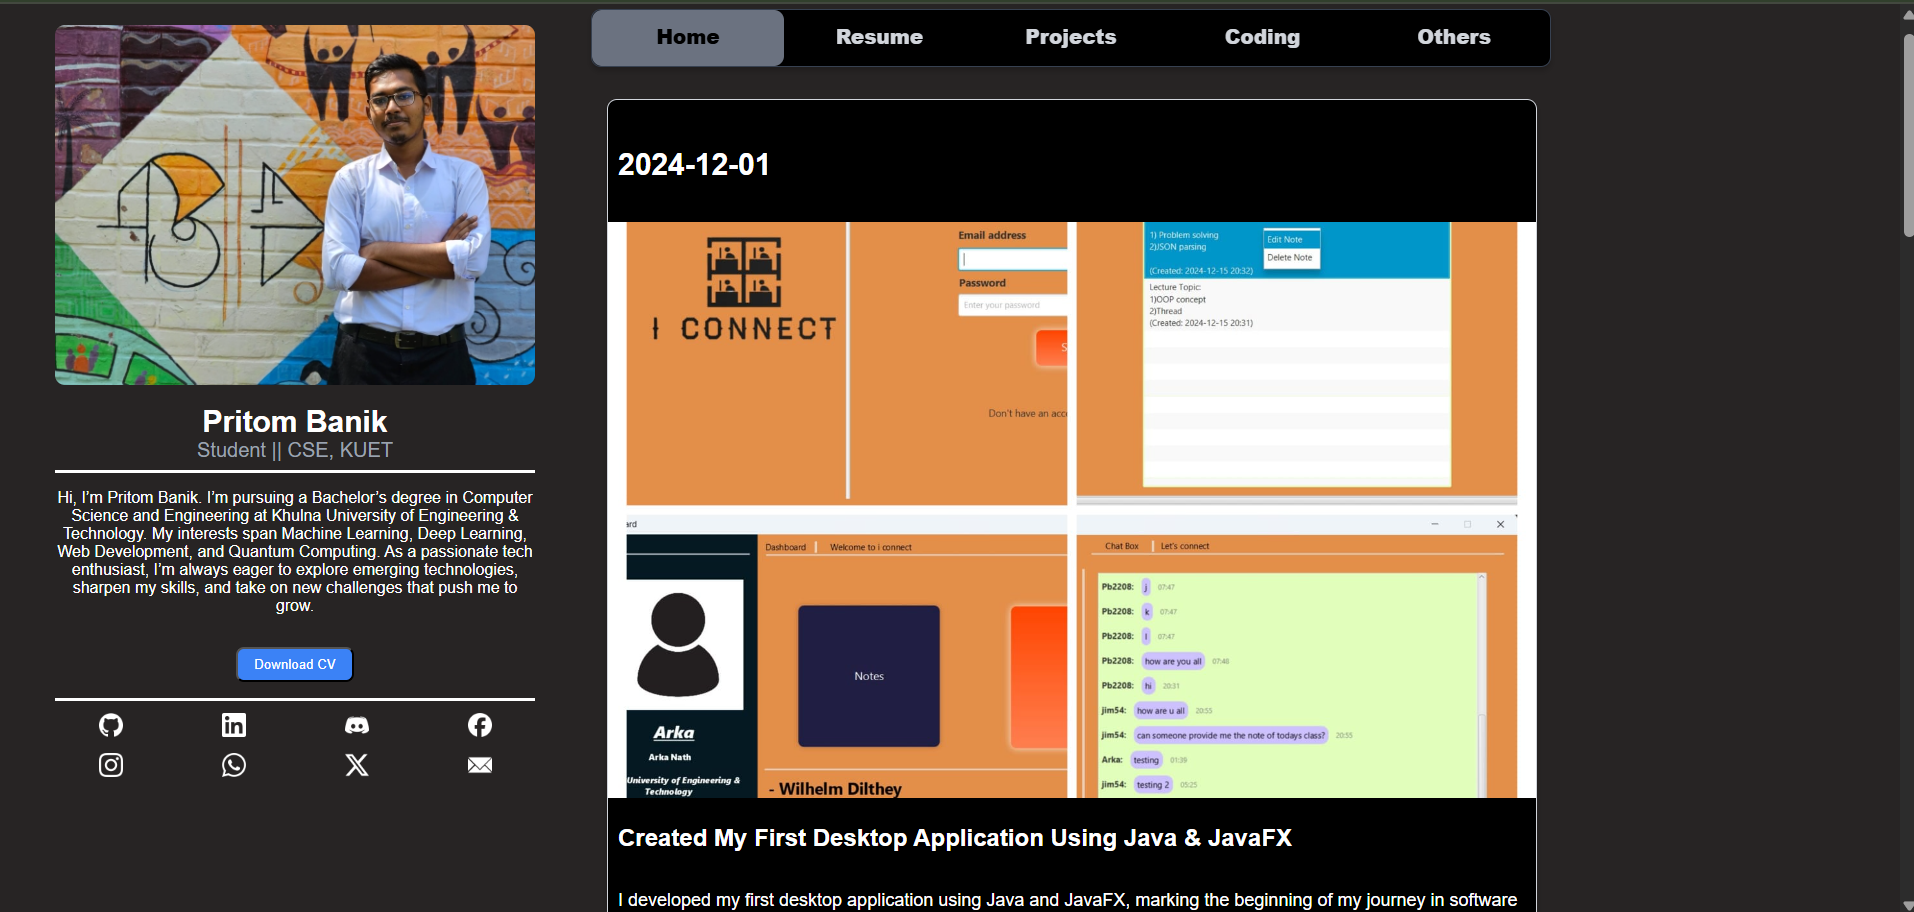 Home Resume Projects Coding Others
Pritom Banik
Student || CSE, KUET
Hi, I'm Pritom Banik. I'm pursuing a Bachelor's degree in Computer
Science and Engineering at Khulna University of Engineering &
Technology. My interests span Machine Learning, Deep Learning,
Web Development, and Quantum Computing. As a passionate tech
enthusiast, I'm always eager to explore emerging technologies,
sharpen my skills, and take on new challenges that push me to
grow.
Download CV
2024-12-01
I CONNECT
Email address
Password
Enter your password
S
Don't have an acc
1) Problem solving
2)JSON parsing
(Created: 2024-12-15 20:32)
Edit Note
Delete Note
Lecture Topic:
1)OOP concept
2)Thread
(Created: 2024-12-15 20:31)
ard
Dashboard | Welcome to i connect
Arka
Arka Nath
University of Engineering &
Technology
Notes
- Wilhelm Dilthey
Chat Box | Let's connect
Pb2208: j 07:47
Pb2208: k 07:47
Pb2208: l 07:47
Pb2208: how are you all 07:48
Pb2208: hi 20:31
jim54: how are u all 20:55
jim54: can someone provide me the note of todays class? 20:55
Arka: testing 01:39
jim54: testing 2 05:25
Created My First Desktop Application Using Java & JavaFX
I developed my first desktop application using Java and JavaFX, marking the beginning of my journey in software